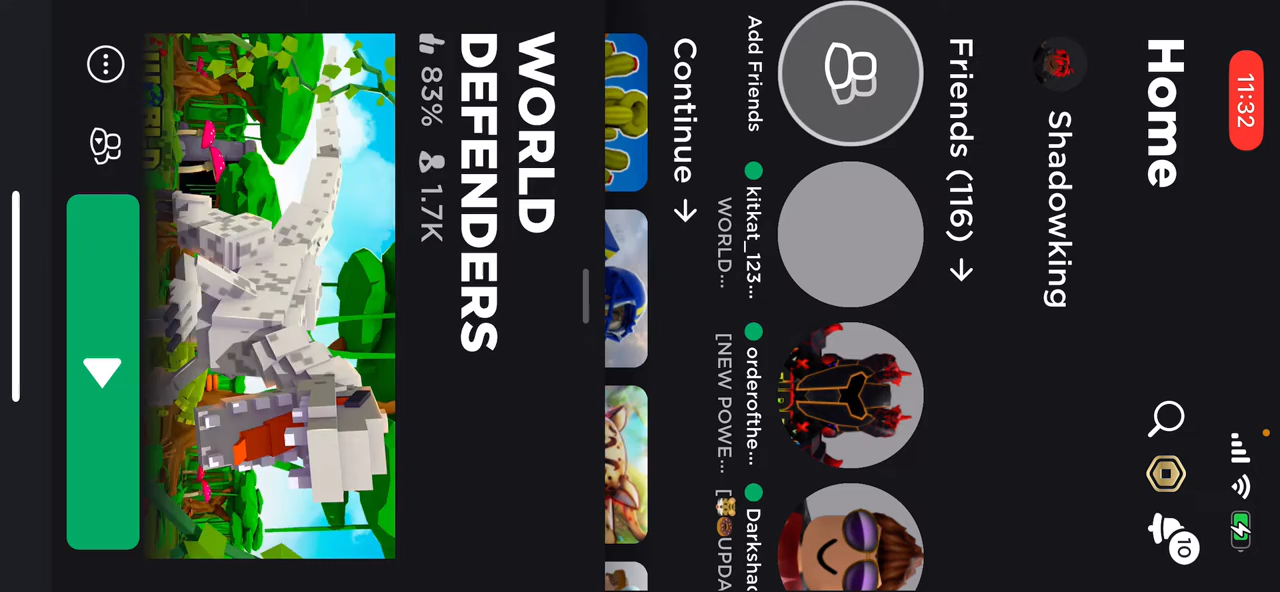 11:32
Home
10
Shadowking
Friends (116) →
Add Friends
kitkat_123...
WORLD...
orderofthe...
[NEW POWE...
Darkshad
[🐯🍩UPDA
Continue →
WORLD
DEFENDERS
83% 1.7K